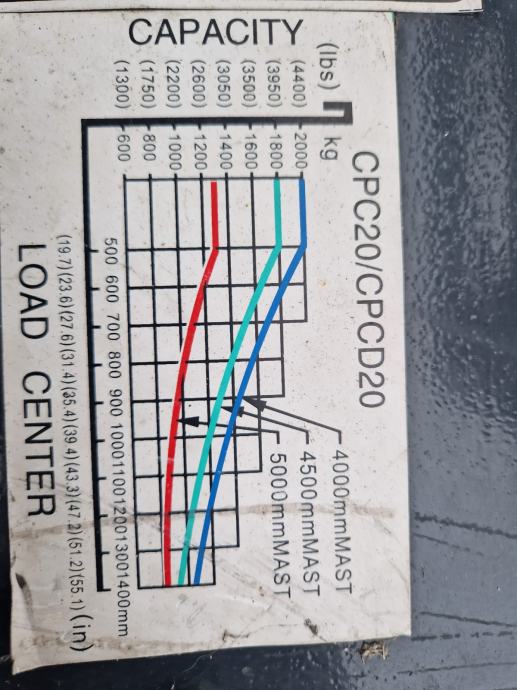 CPC20/CPCD20
CAPACITY
(lbs) kg
(4400) 2000
(3950) 1800
(3500) 1600
(3050) 1400
(2600) 1200
(2200) 1000
(1750) 800
(1300) 600
4000mmMAST
4500mmMAST
5000mmMAST
500 600 700 800 900 1000 1100 1200 1300 1400mm
(19.7)(23.6)(27.6)(31.4)(35.4)(39.4)(43.3)(47.2)(51.2)(55.1)(in)
LOAD CENTER